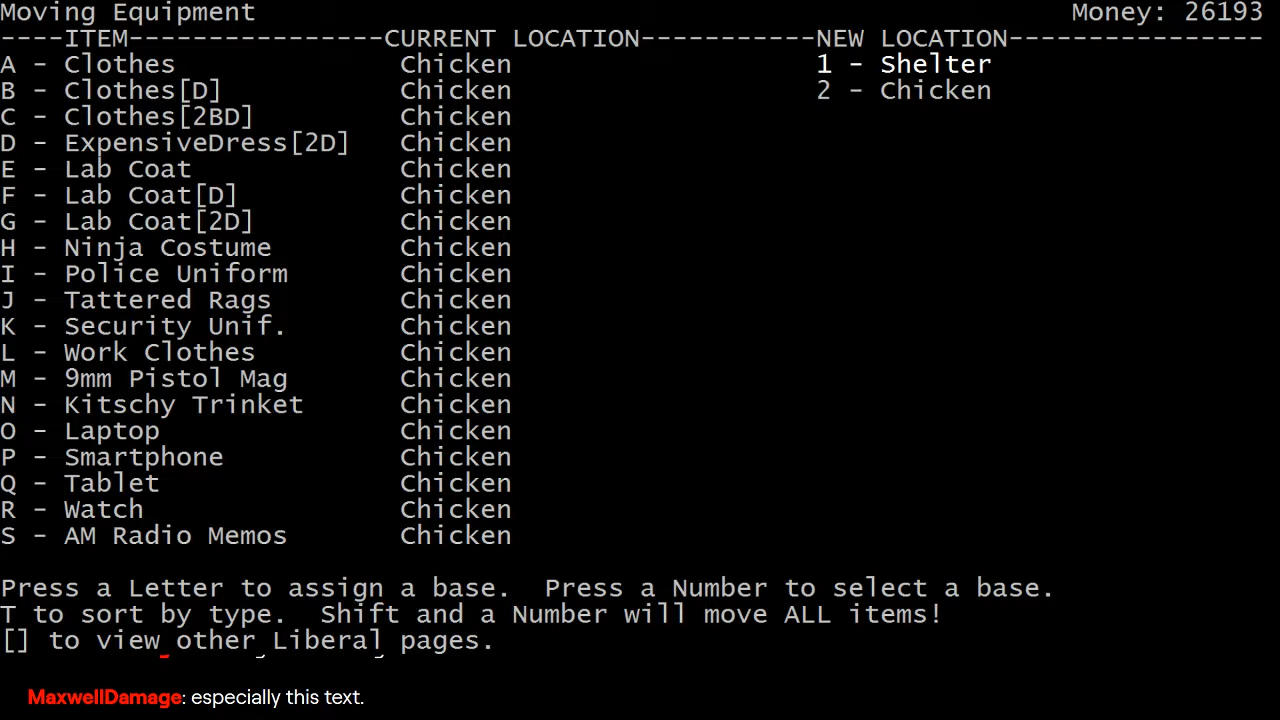 Moving Equipment Money: 26193
----ITEM----------------CURRENT LOCATION-----------NEW LOCATION----------------
A - Clothes Chicken 1 - Shelter
B - Clothes[D] Chicken 2 - Chicken
C - Clothes[2BD] Chicken
D - ExpensiveDress[2D] Chicken
E - Lab Coat Chicken
F - Lab Coat[D] Chicken
G - Lab Coat[2D] Chicken
H - Ninja Costume Chicken
I - Police Uniform Chicken
J - Tattered Rags Chicken
K - Security Unif. Chicken
L - Work Clothes Chicken
M - 9mm Pistol Mag Chicken
N - Kitschy Trinket Chicken
O - Laptop Chicken
P - Smartphone Chicken
Q - Tablet Chicken
R - Watch Chicken
S - AM Radio Memos Chicken
Press a Letter to assign a base.  Press a Number to select a base.
T to sort by type.  Shift and a Number will move ALL items!
[] to view other Liberal pages.
MaxwellDamage: especially this text.